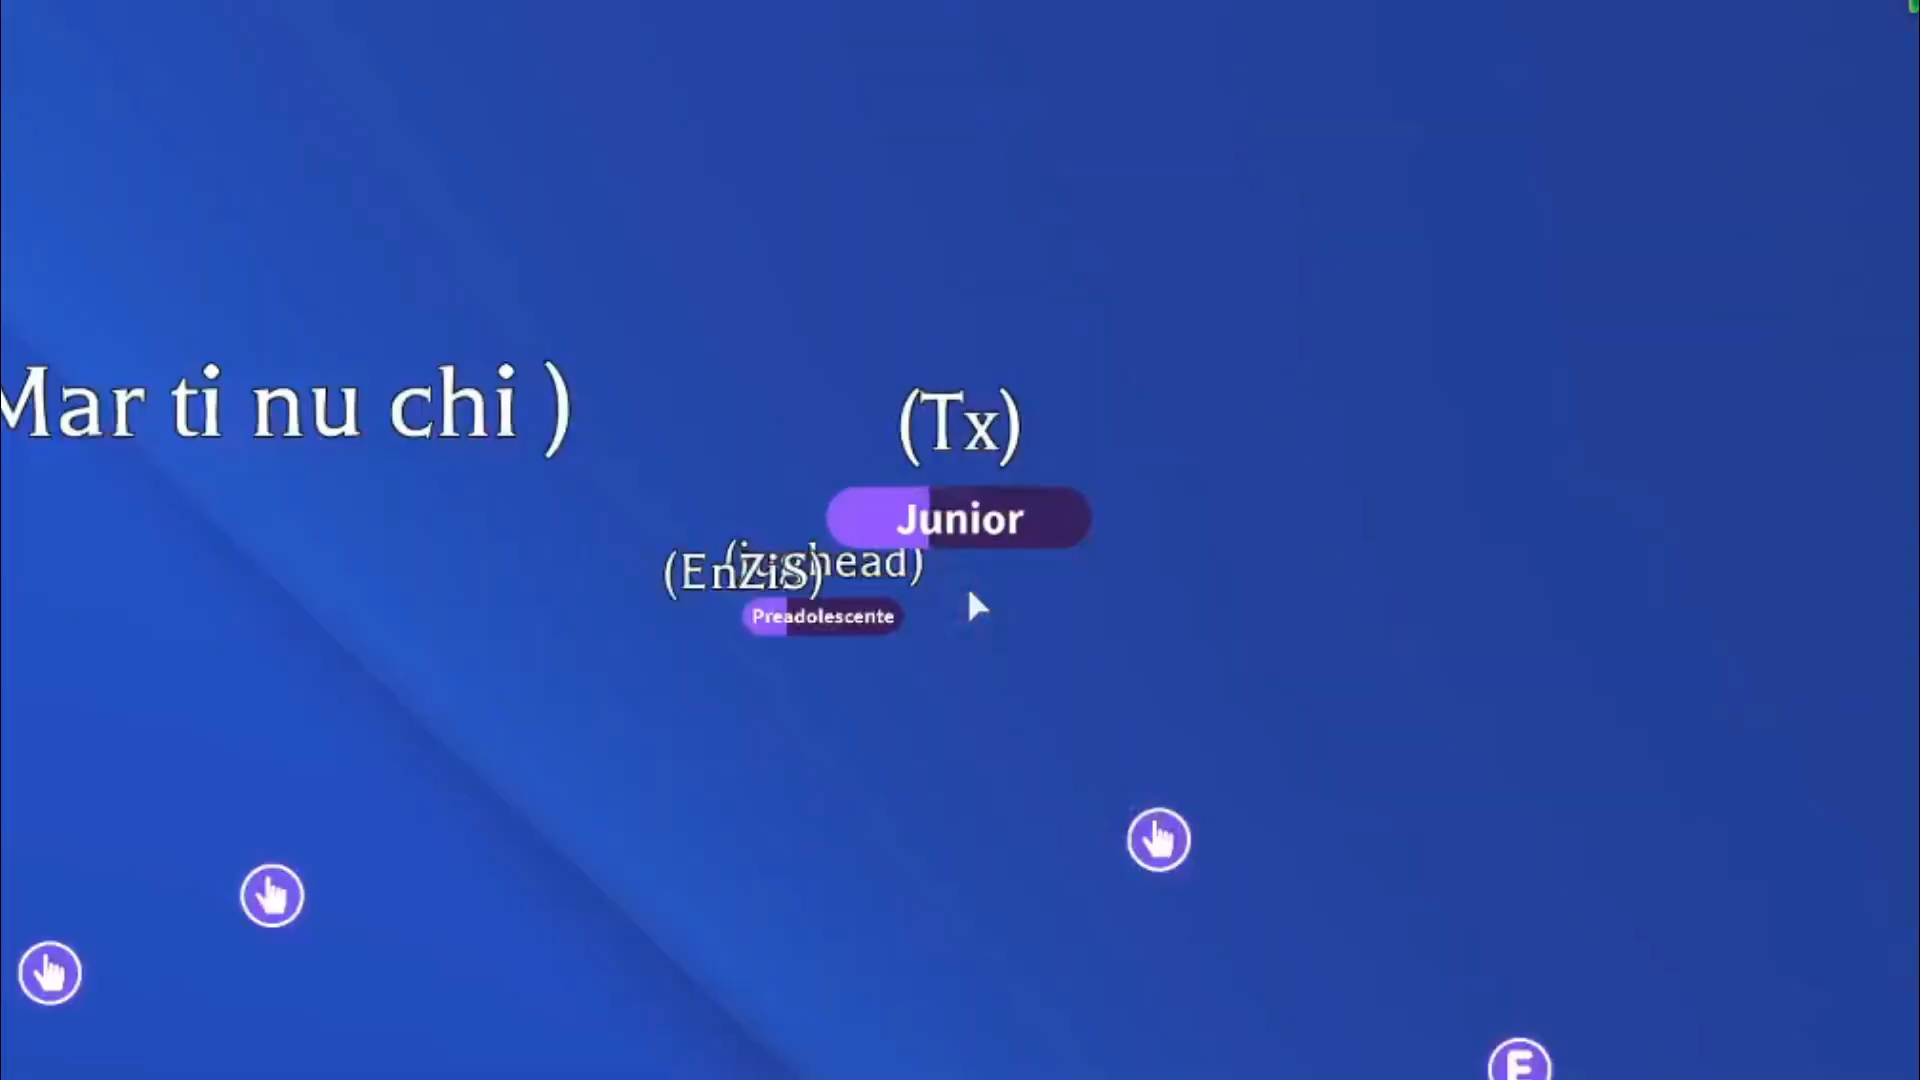 Mar ti nu chi )
(Tx)
Junior
(EnZiS)
Preadolescente
E